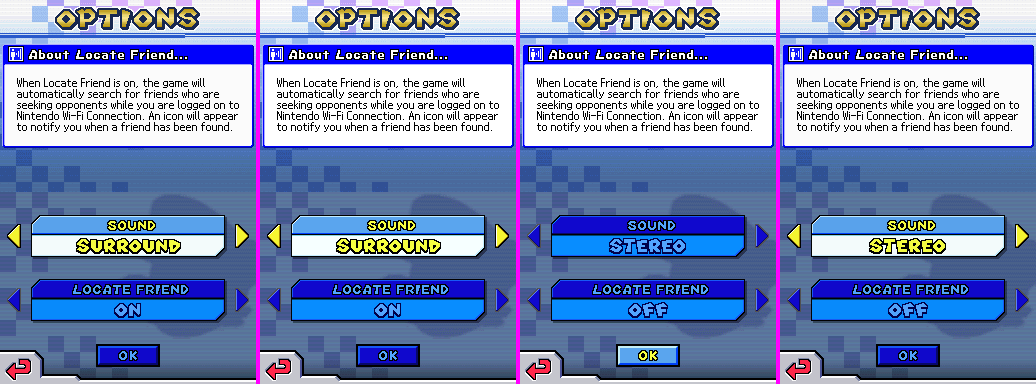 OPTIONS
About Locate Friend...
When Locate Friend is on, the game will
automatically search for friends who are
seeking opponents while you are logged on to
Nintendo Wi-Fi Connection. An icon will appear
to notify you when a friend has been found.
SOUND
SURROUND
LOCATE FRIEND
ON
OK
OPTIONS
About Locate Friend...
When Locate Friend is on, the game will
automatically search for friends who are
seeking opponents while you are logged on to
Nintendo Wi-Fi Connection. An icon will appear
to notify you when a friend has been found.
SOUND
SURROUND
LOCATE FRIEND
ON
OK
OPTIONS
About Locate Friend...
When Locate Friend is on, the game will
automatically search for friends who are
seeking opponents while you are logged on to
Nintendo Wi-Fi Connection. An icon will appear
to notify you when a friend has been found.
SOUND
STEREO
LOCATE FRIEND
OFF
OK
OPTIONS
About Locate Friend...
When Locate Friend is on, the game will
automatically search for friends who are
seeking opponents while you are logged on to
Nintendo Wi-Fi Connection. An icon will appear
to notify you when a friend has been found.
SOUND
STEREO
LOCATE FRIEND
OFF
OK